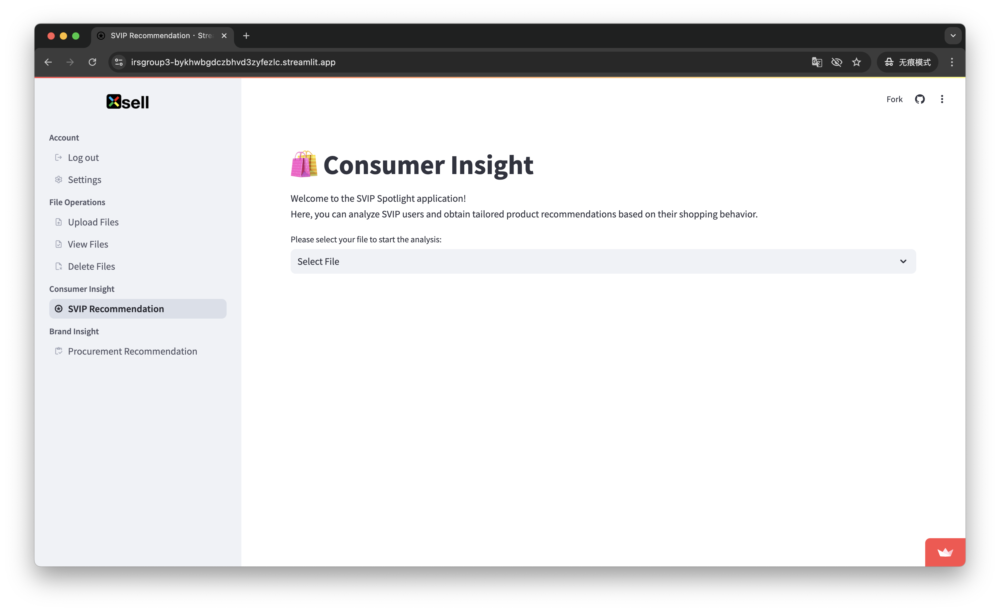 SVIP Recommendation · Stre
irsgroup3-bykhwbgdczbhvd3zyfezlc.streamlit.app
无痕模式
Xsell
Fork
Account
Log out
Settings
File Operations
Upload Files
View Files
Delete Files
Consumer Insight
SVIP Recommendation
Brand Insight
Procurement Recommendation
Consumer Insight
Welcome to the SVIP Spotlight application!
Here, you can analyze SVIP users and obtain tailored product recommendations based on their shopping behavior.
Please select your file to start the analysis:
Select File